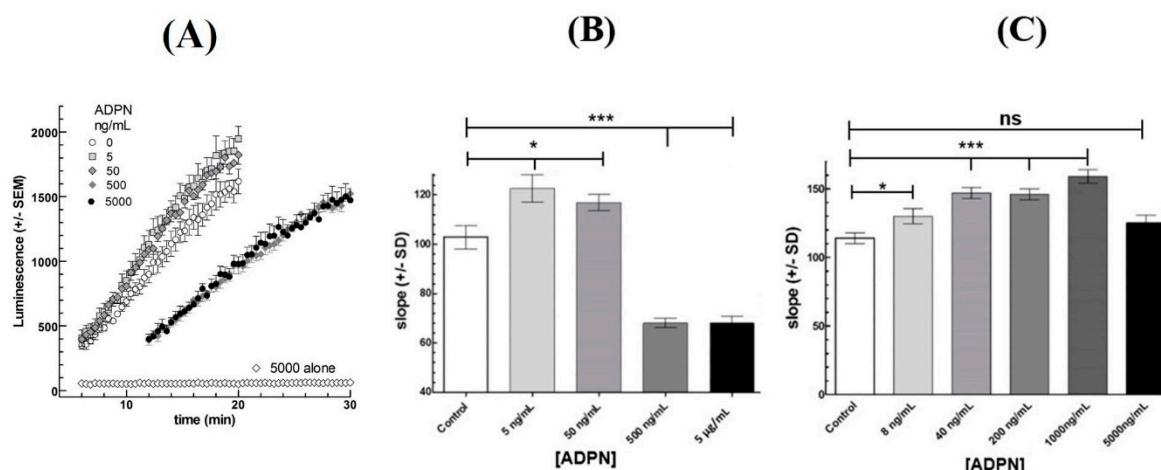 (A)
ADPN
ng/mL
0
5
50
500
5000
2000
1500
1000
500
0
Luminescence (+/- SEM)
5000 alone
10
20
30
time (min)
(B)
***
*
120
100
80
60
40
slope (+/- SD)
Control
5 ng/mL
50 ng/mL
500 ng/mL
5 µg/mL
[ADPN]
(C)
ns
***
*
150
100
50
0
slope (+/- SD)
Control
8 ng/mL
40 ng/mL
200 ng/mL
1000ng/mL
5000ng/mL
[ADPN]